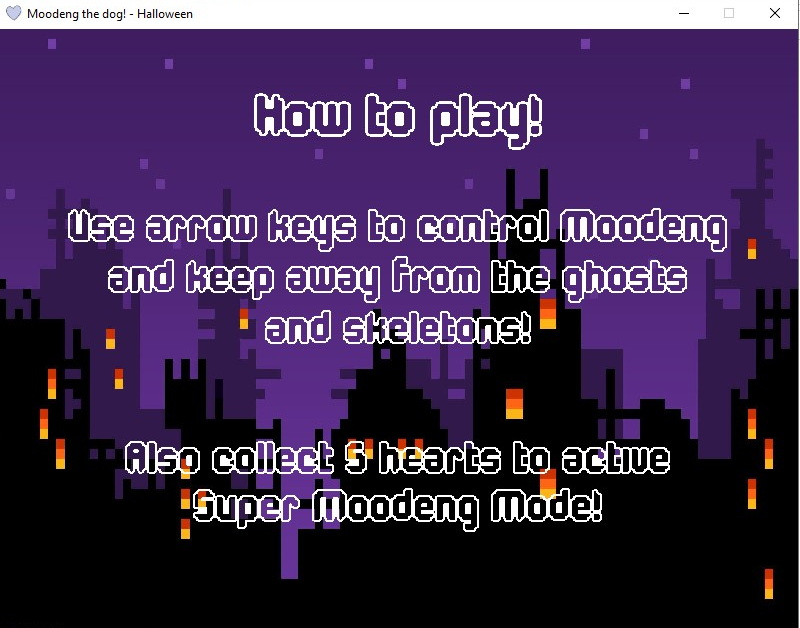 Moodeng the dog! - Halloween
How to play!
Use arrow keys to control Moodeng
and keep away from the ghosts
and skeletons!
Also collect 5 hearts to active
Super Moodeng Mode!